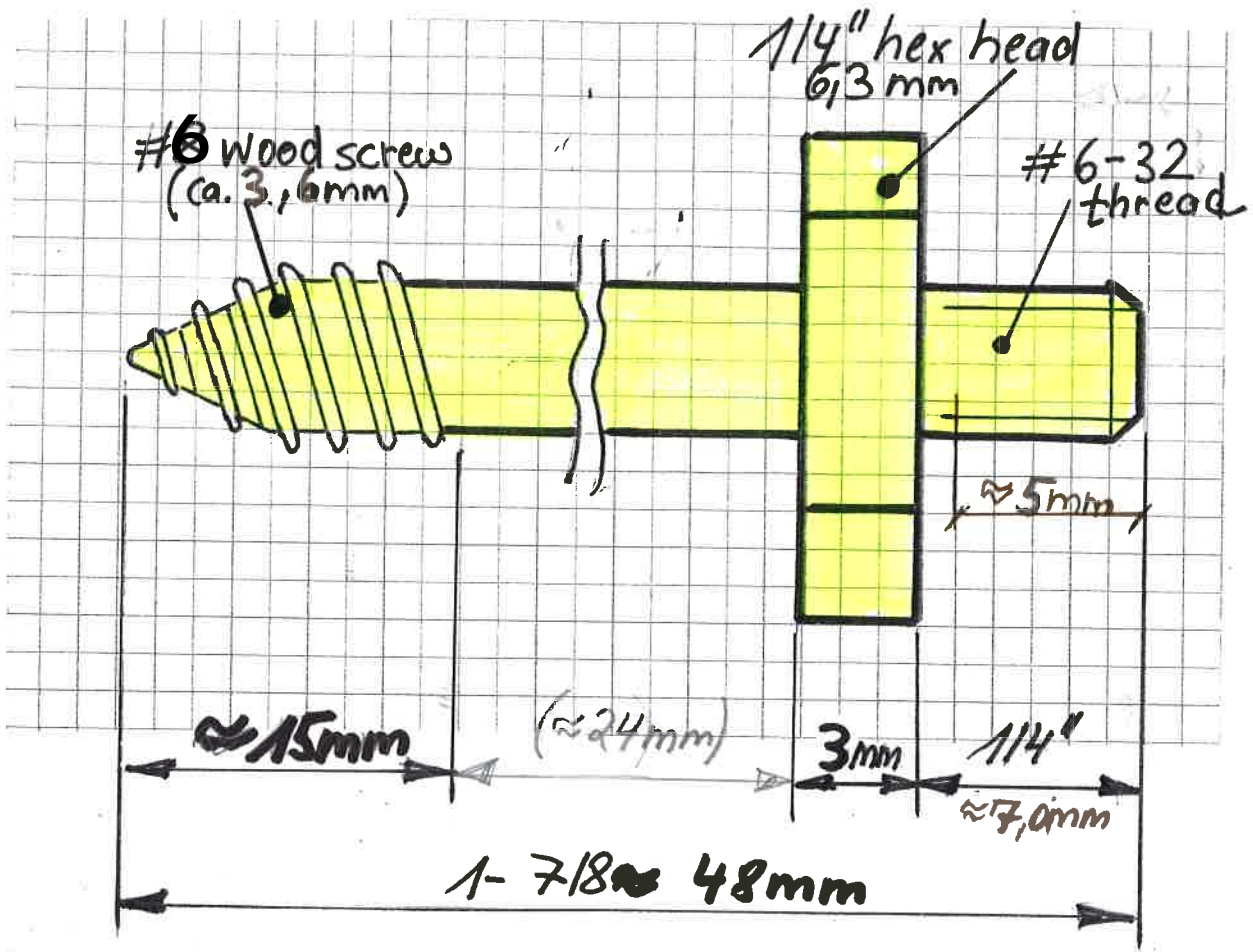 1/4" hex head
6,3 mm
#6 wood screw
(ca. 3., 6mm)
#6-32
thread
≈5mm
≈15mm
(≈24mm)
3mm
1/4"
≈7,0mm
1- 7/8≈ 48mm